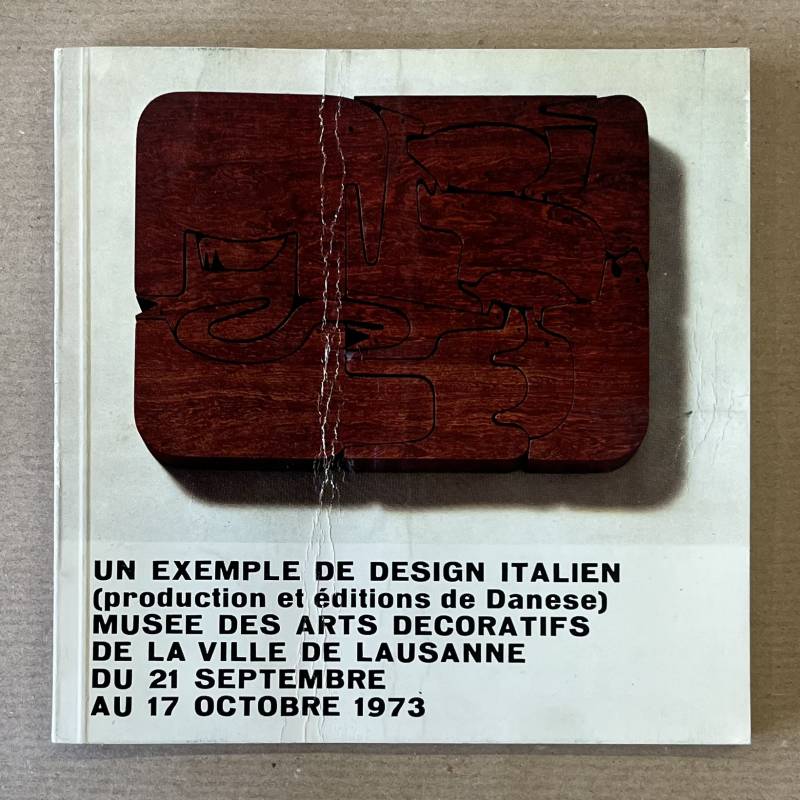 UN EXEMPLE DE DESIGN ITALIEN
(production et éditions de Danese)
MUSEE DES ARTS DECORATIFS
DE LA VILLE DE LAUSANNE
DU 21 SEPTEMBRE
AU 17 OCTOBRE 1973